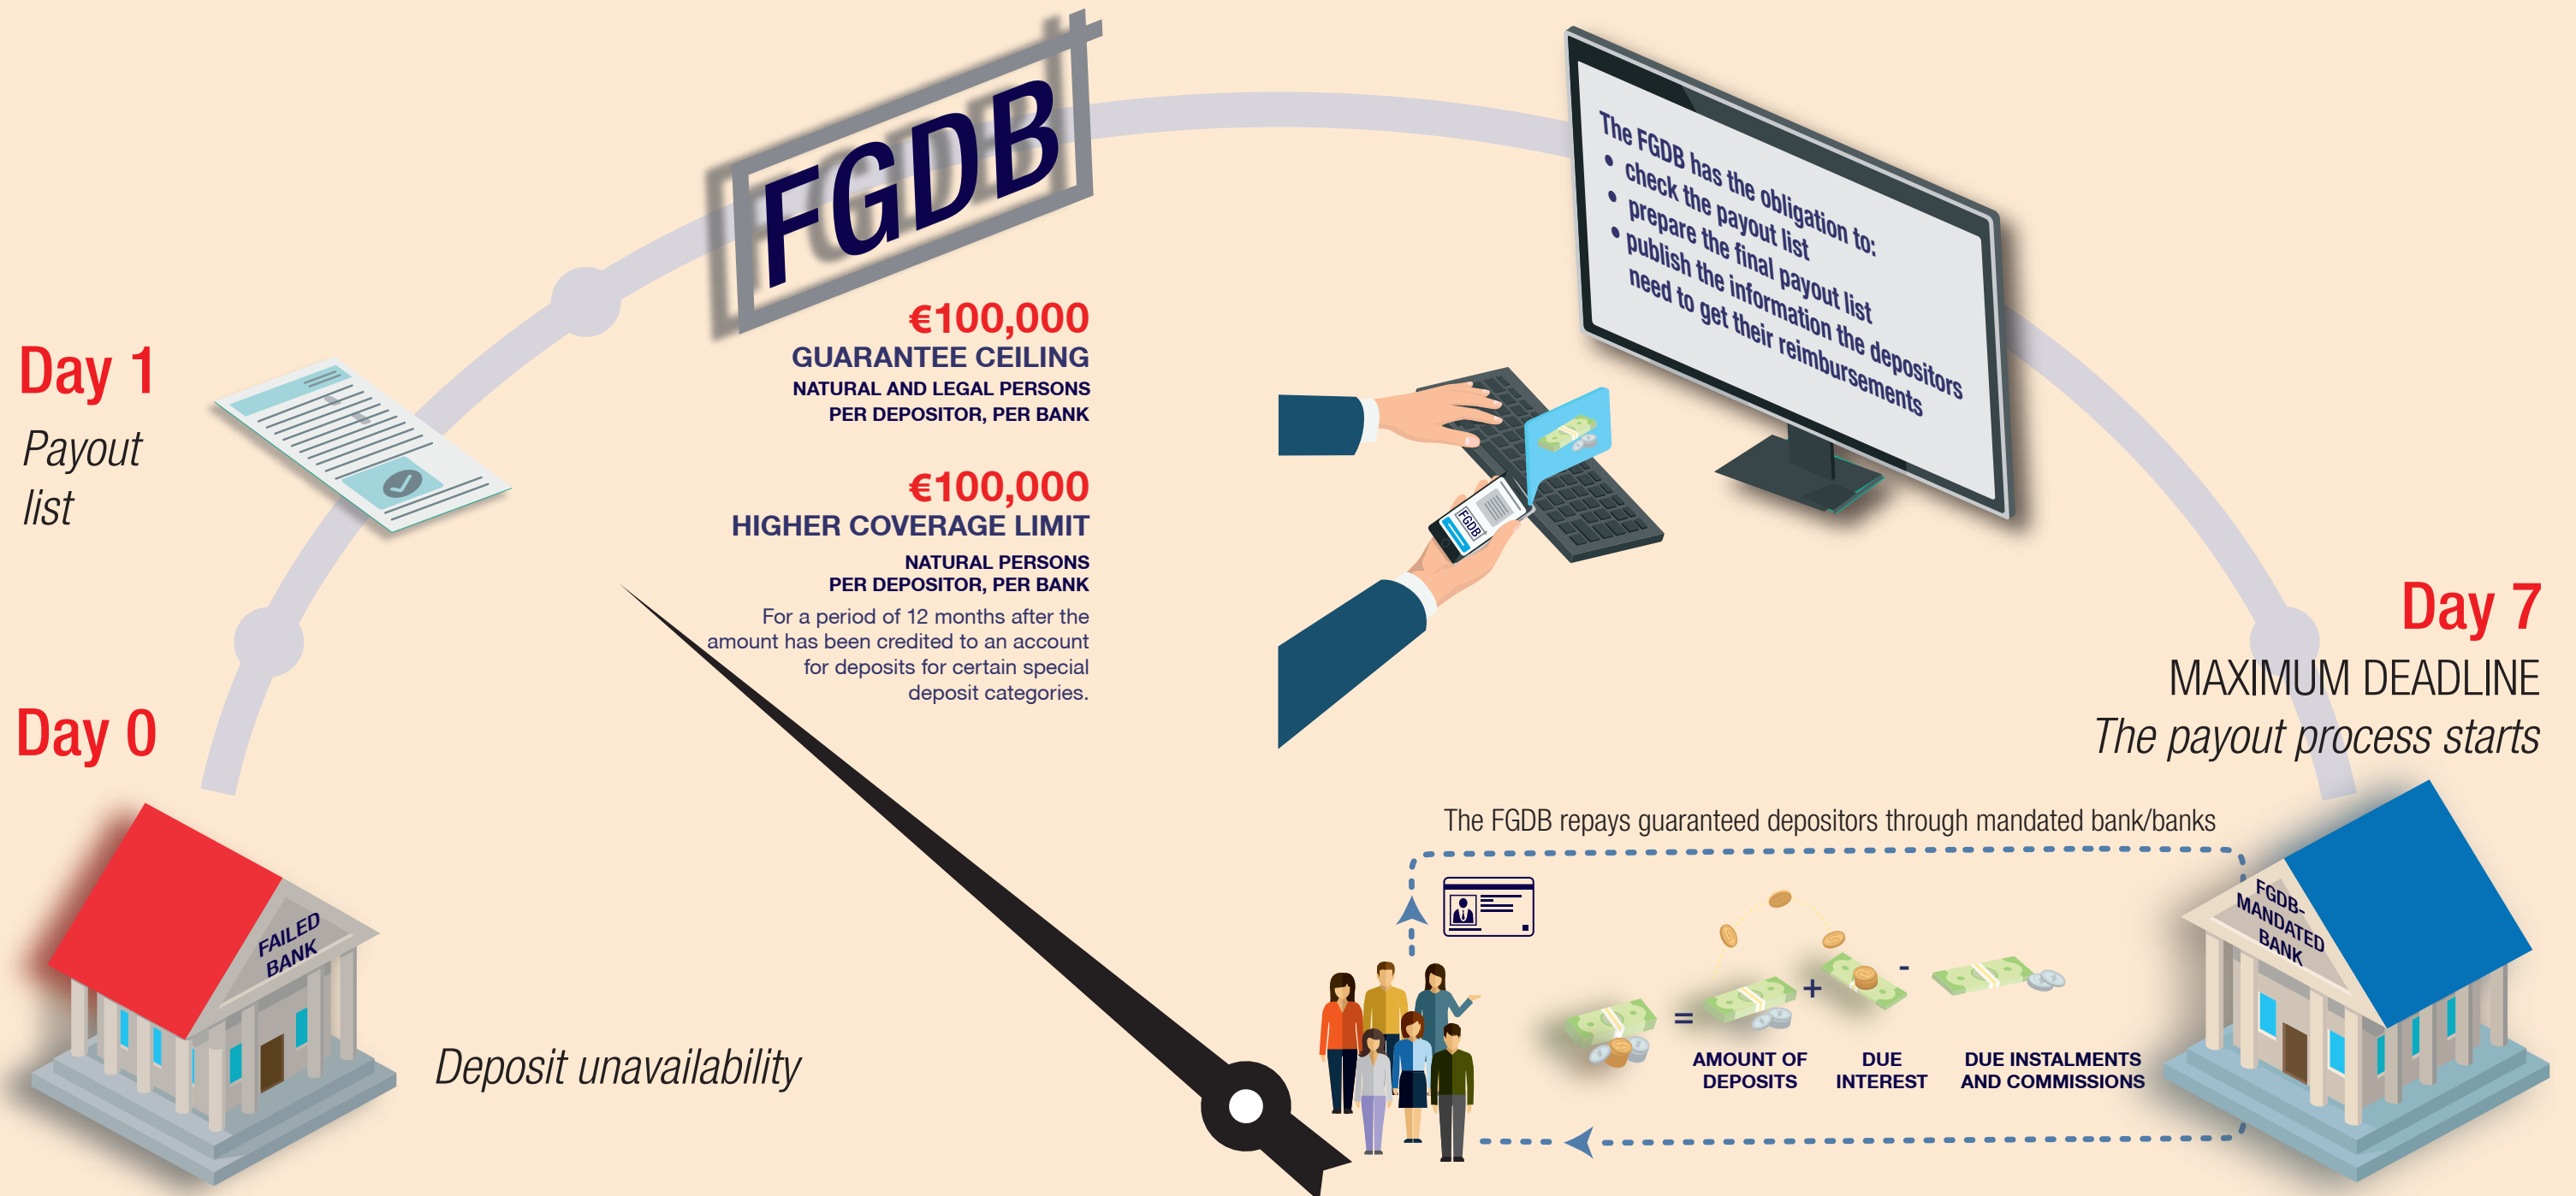 Day 0
FAILED
BANK
Deposit unavailability
Day 1
Payout
list
FGDB
€100,000
GUARANTEE CEILING
NATURAL AND LEGAL PERSONS
PER DEPOSITOR, PER BANK
€100,000
HIGHER COVERAGE LIMIT
NATURAL PERSONS
PER DEPOSITOR, PER BANK
For a period of 12 months after the
amount has been credited to an account
for deposits for certain special
deposit categories.
The FGDB has the obligation to:
• check the payout list
• prepare the final payout list
• publish the information the depositors
need to get their reimbursements
FGDB
Day 7
MAXIMUM DEADLINE
The payout process starts
The FGDB repays guaranteed depositors through mandated bank/banks
FGDB-
MANDATED
BANK
= + -
AMOUNT OF
DEPOSITS
DUE
INTEREST
DUE INSTALMENTS
AND COMMISSIONS